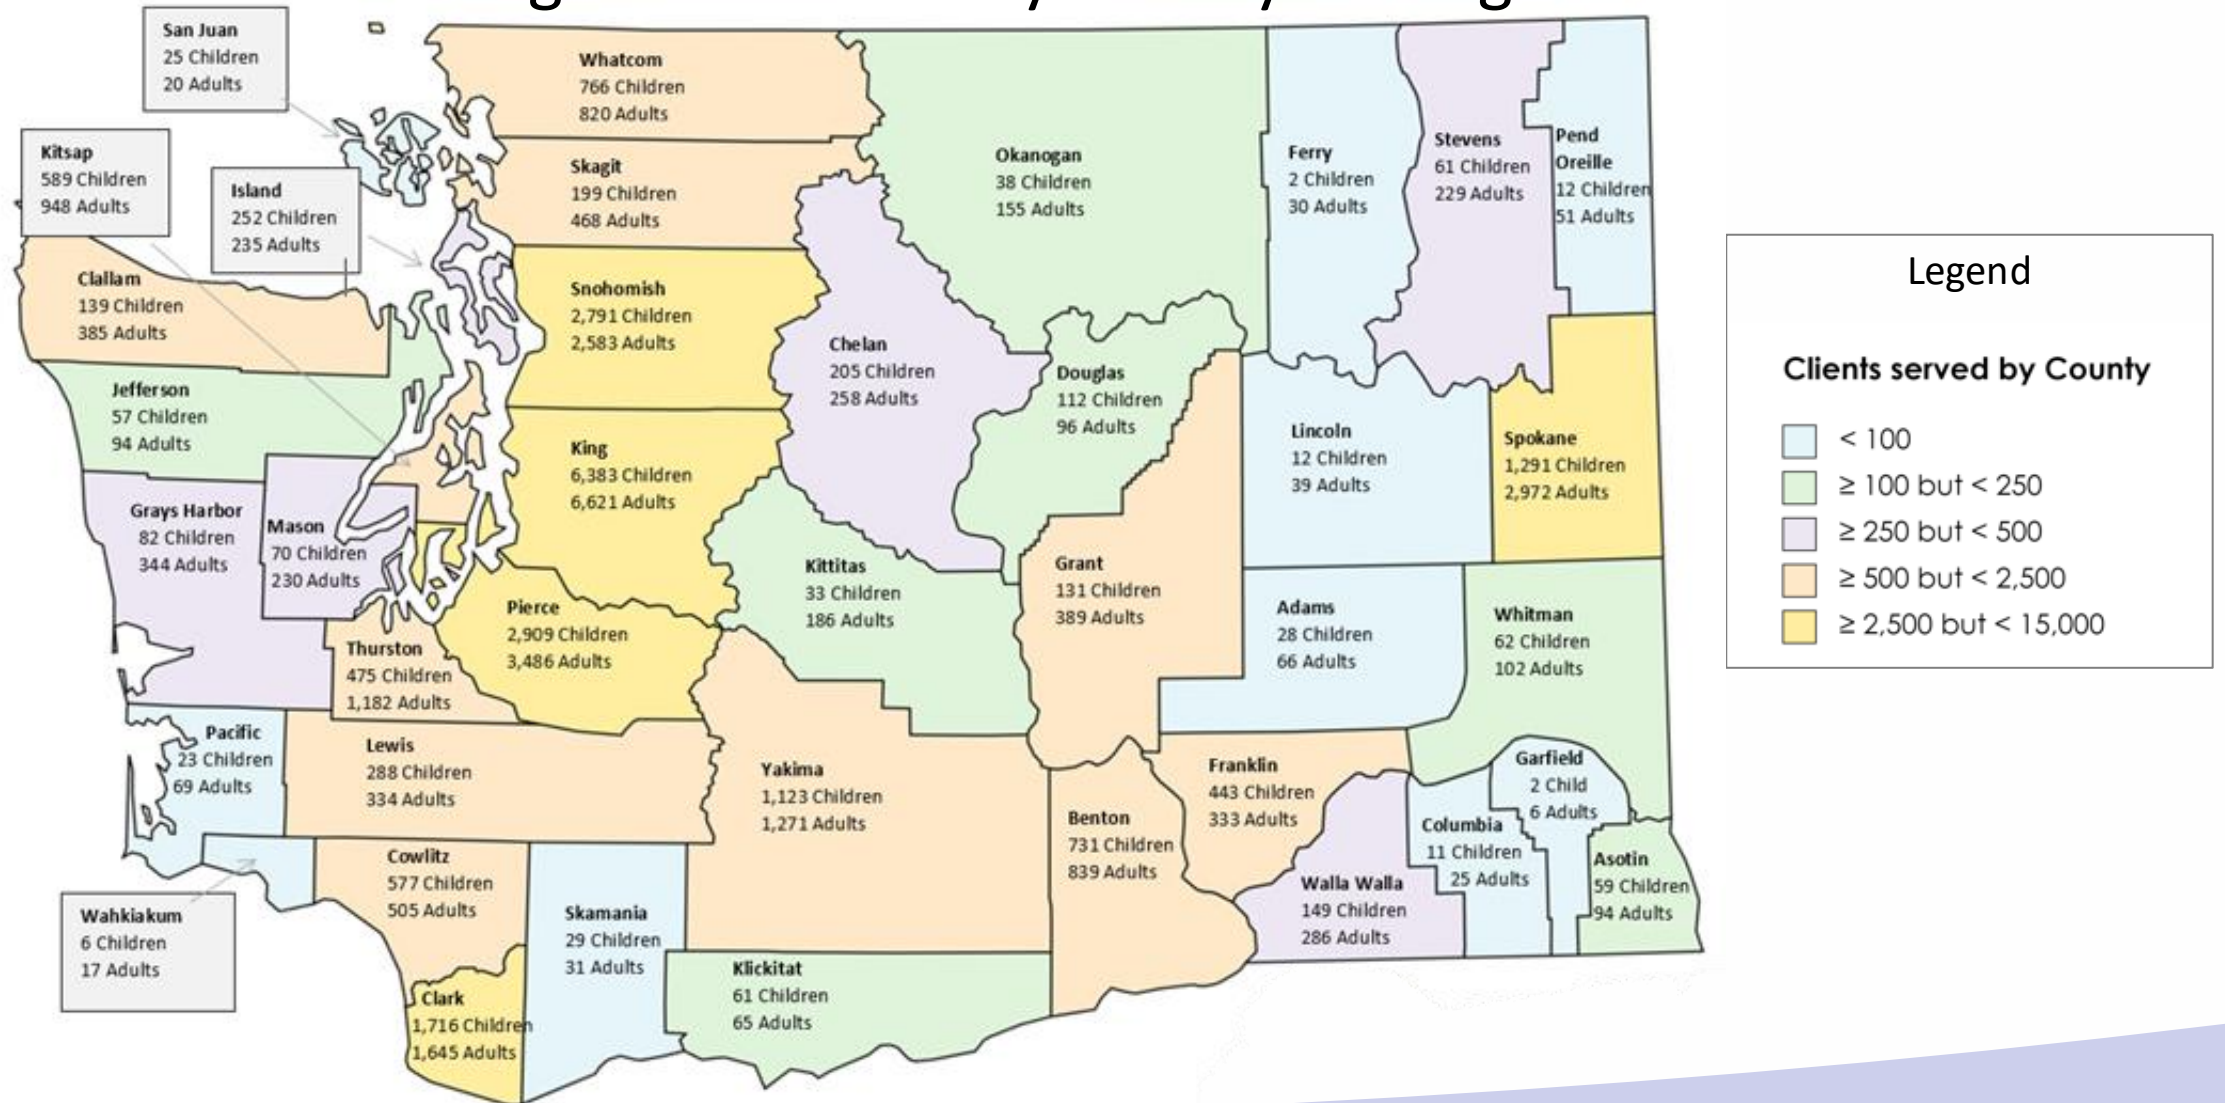 San Juan
25 Children
20 Adults
Kitsap
589 Children
948 Adults
Island
252 Children
235 Adults
Whatcom
766 Children
820 Adults
Skagit
199 Children
468 Adults
Okanogan
38 Children
155 Adults
Ferry
2 Children
30 Adults
Stevens
61 Children
229 Adults
Pend
Oreille
12 Children
51 Adults
Clallam
139 Children
385 Adults
Snohomish
2,791 Children
2,583 Adults
Chelan
205 Children
258 Adults
Douglas
112 Children
96 Adults
Jefferson
57 Children
94 Adults
King
6,383 Children
6,621 Adults
Lincoln
12 Children
39 Adults
Spokane
1,291 Children
2,972 Adults
Grays Harbor
82 Children
344 Adults
Mason
70 Children
230 Adults
Kittitas
33 Children
186 Adults
Grant
131 Children
389 Adults
Adams
28 Children
66 Adults
Whitman
62 Children
102 Adults
Pierce
2,909 Children
3,486 Adults
Thurston
475 Children
1,182 Adults
Pacific
23 Children
69 Adults
Lewis
288 Children
334 Adults
Yakima
1,123 Children
1,271 Adults
Benton
731 Children
839 Adults
Franklin
443 Children
333 Adults
Garfield
2 Child
6 Adults
Columbia
11 Children
25 Adults
Asotin
59 Children
94 Adults
Walla Walla
149 Children
286 Adults
Cowlitz
577 Children
505 Adults
Skamania
29 Children
31 Adults
Wahkiakum
6 Children
17 Adults
Clark
1,716 Children
1,645 Adults
Klickitat
61 Children
65 Adults
Legend
Clients served by County
< 100
≥ 100 but < 250
≥ 250 but < 500
≥ 500 but < 2,500
≥ 2,500 but < 15,000